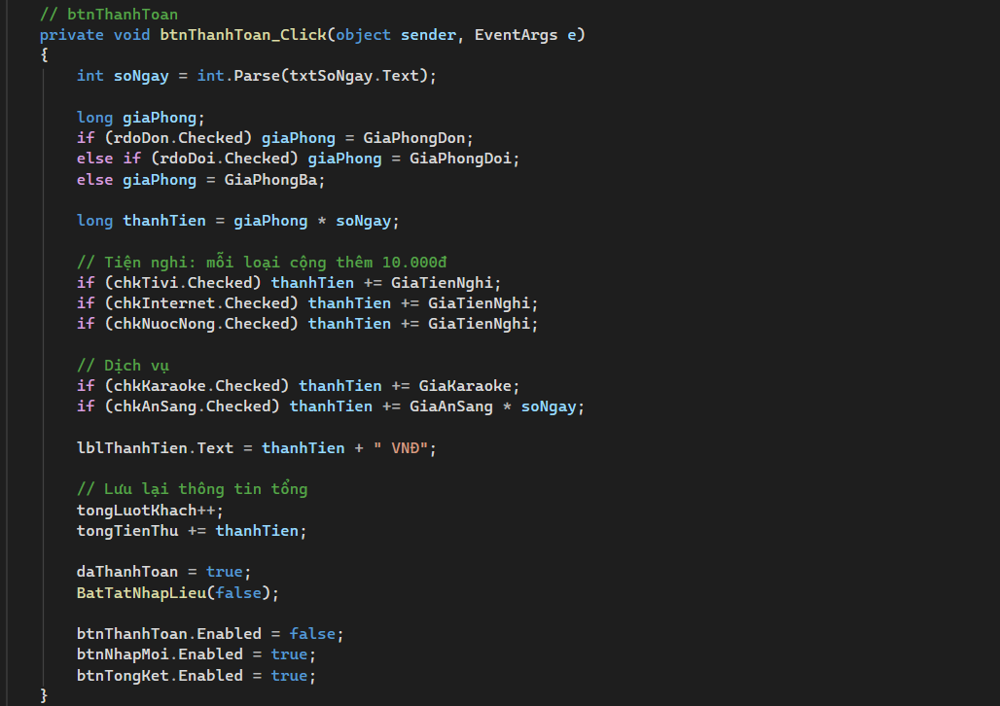 // btnThanhToan
private void btnThanhToan_Click(object sender, EventArgs e)
{
int soNgay = int.Parse(txtSoNgay.Text);
long giaPhong;
if (rdoDon.Checked) giaPhong = GiaPhongDon;
else if (rdoDoi.Checked) giaPhong = GiaPhongDoi;
else giaPhong = GiaPhongBa;
long thanhTien = giaPhong * soNgay;
// Tiện nghi: mỗi loại cộng thêm 10.000đ
if (chkTivi.Checked) thanhTien += GiaTienNghi;
if (chkInternet.Checked) thanhTien += GiaTienNghi;
if (chkNuocNong.Checked) thanhTien += GiaTienNghi;
// Dịch vụ
if (chkKaraoke.Checked) thanhTien += GiaKaraoke;
if (chkAnSang.Checked) thanhTien += GiaAnSang * soNgay;
lblThanhTien.Text = thanhTien + " VNĐ";
// Lưu lại thông tin tổng
tongLuotKhach++;
tongTienThu += thanhTien;
daThanhToan = true;
BatTatNhapLieu(false);
btnThanhToan.Enabled = false;
btnNhapMoi.Enabled = true;
btnTongKet.Enabled = true;
}